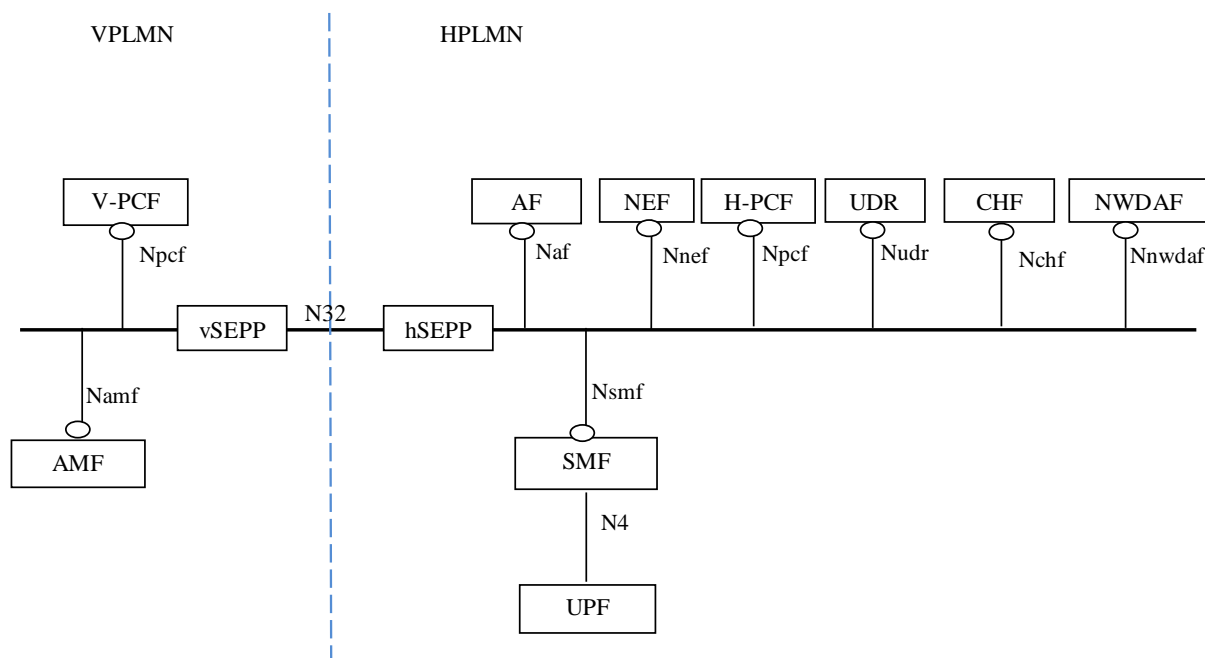 VPLMN HPLMN
V-PCF AF NEF H-PCF UDR CHF NWDAF
Npcf Naf Nnef Npcf Nudr Nchf Nnwdaf
N32
vSEPP hSEPP
Namf Nsmf
AMF SMF
N4
UPF